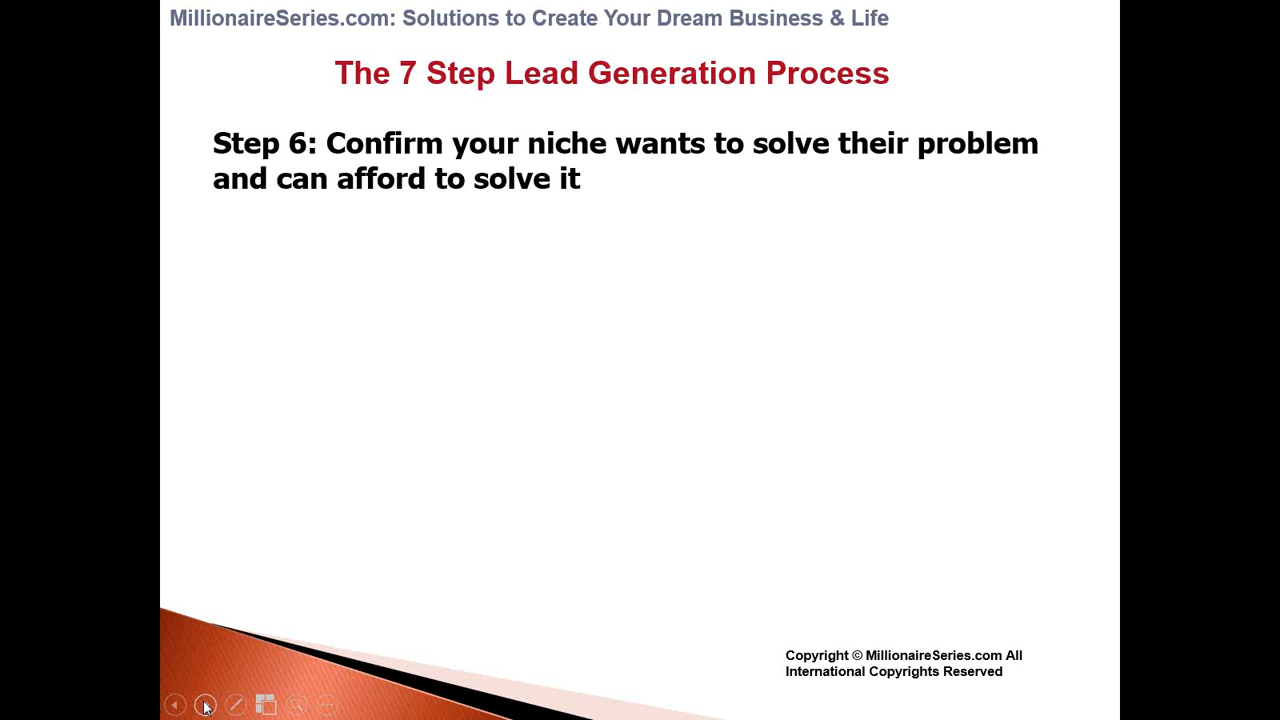 MillionaireSeries.com: Solutions to Create Your Dream Business & Life
The 7 Step Lead Generation Process
Step 6: Confirm your niche wants to solve their problem
and can afford to solve it
Copyright © MillionaireSeries.com All
International Copyrights Reserved